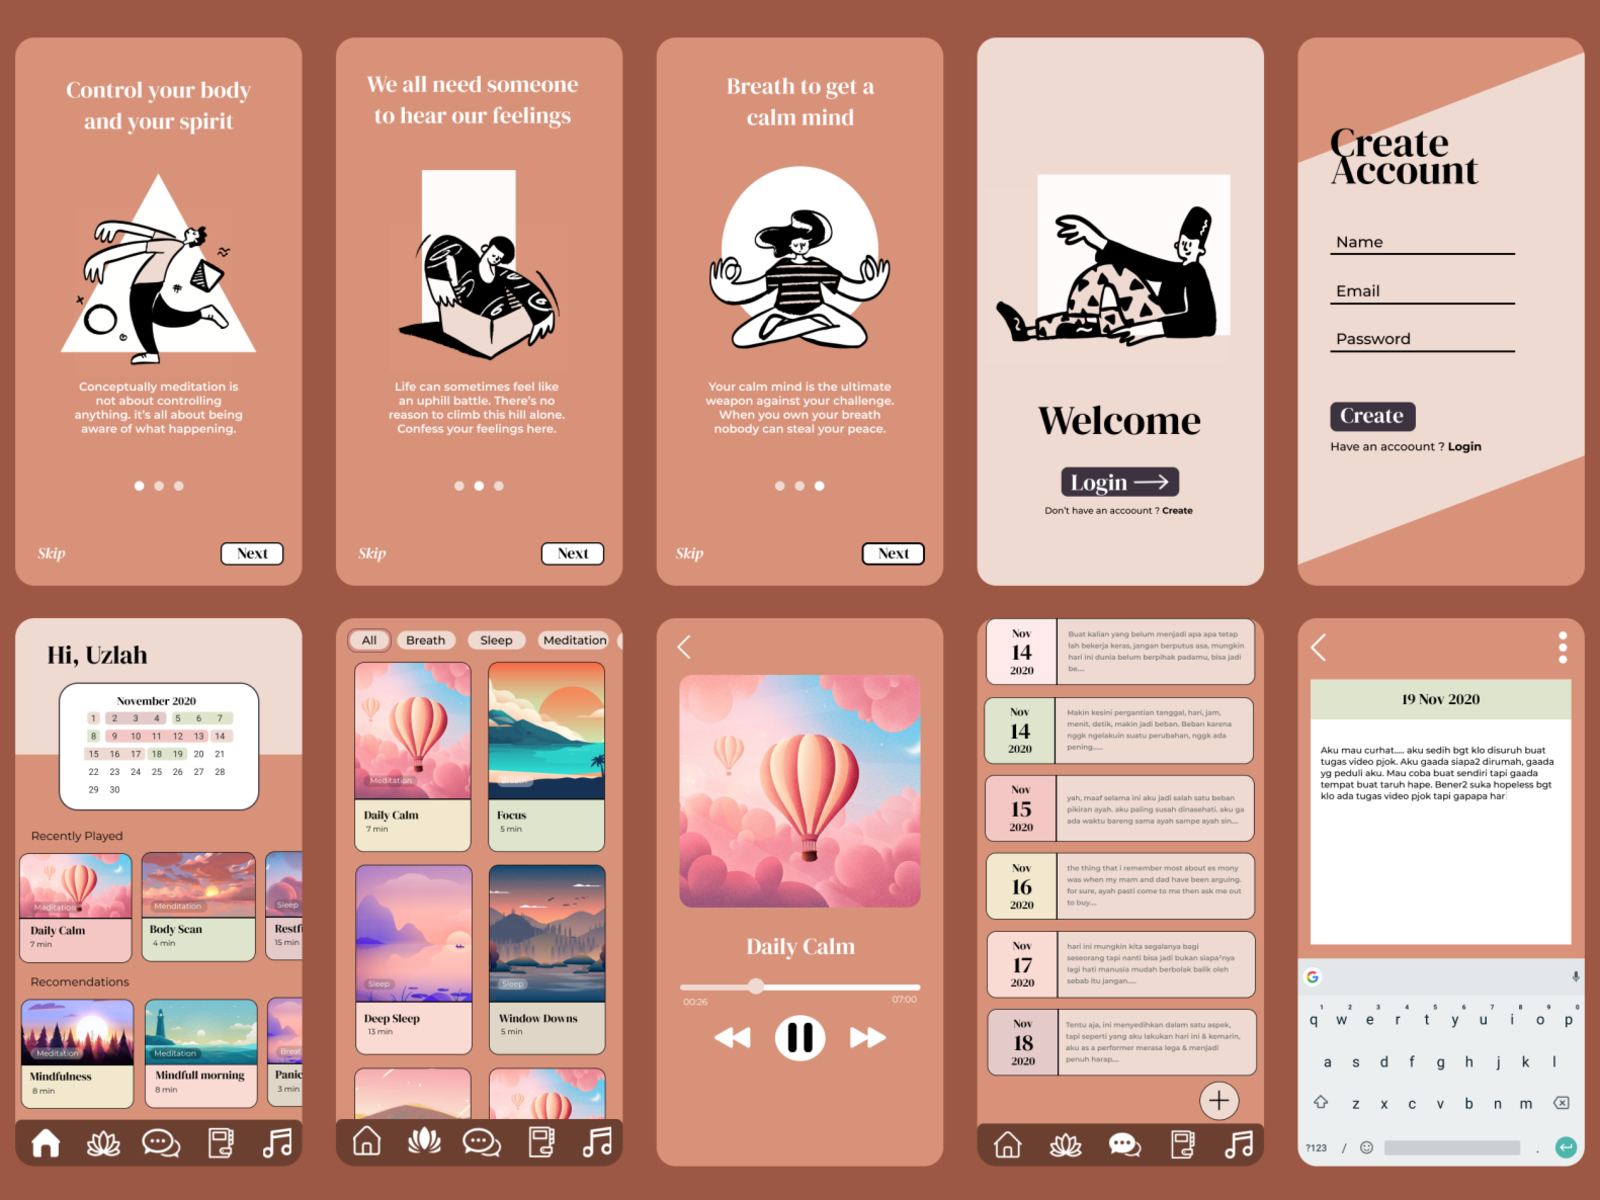 Control your body
and your spirit
Conceptually meditation is
not about controlling
anything. it's all about being
aware of what happening.
Skip
Next
We all need someone
to hear our feelings
Life can sometimes feel like
an uphill battle. There's no
reason to climb this hill alone.
Confess your feelings here.
Skip
Next
Breath to get a
calm mind
Your calm mind is the ultimate
weapon against your challenge.
When you own your breath
nobody can steal your peace.
Skip
Next
Welcome
Login
Don't have an accoount ? Create
Create
Account
Name
Email
Password
Create
Have an accoount ? Login
Hi, Uzlah
November 2020
1 2 3 4 5 6 7
8 9 10 11 12 13 14
15 16 17 18 19 20 21
22 23 24 25 26 27 28
29 30
Recently Played
Meditation
Daily Calm
7 min
Menditation
Body Scan
4 min
Sleep
Restf
15 min
Recomendations
Meditation
Mindfulness
8 min
Meditation
Mindfull morning
8 min
Breat
Panic
3 min
All
Breath
Sleep
Meditation
Meditation
Daily Calm
7 min
Breath
Focus
5 min
Sleep
Deep Sleep
13 min
Sleep
Window Downs
5 min
Daily Calm
00:26
07:00
Nov
14
2020
Buat kalian yang belum menjadi apa apa tetap
lah bekerja keras, jangan berputus asa, mungkin
hari ini dunia belum berpihak padamu, bisa jadi
be....
Nov
14
2020
Makin kesini pergantian tanggal, hari, jam,
menit, detik, makin jadi beban. Beban karena
nggk ngelakuin suatu perubahan, nggk ada
pening.....
Nov
15
2020
yah, maaf selama ini aku jadi salah satu beban
pikiran ayah. aku paling susah dinasehati. aku ga
ada waktu bareng sama ayah sampe ayah sin....
Nov
16
2020
the thing that i remember most about es mony
was when my mam and dad have been arguing.
for sure, ayah pasti come to me then ask me out
to buy....
Nov
17
2020
hari ini mungkin kita segalanya bagi
seseorang tapi nanti bisa jadi bukan siapa²nya
lagi hati manusia mudah berbolak balik oleh
sebab itu jangan.....
Nov
18
2020
Tentu aja, ini menyedihkan dalam satu aspek,
tapi seperti yang aku lakukan hari ini & kemarin,
aku as a performer merasa lega & menjadi
penuh harap....
19 Nov 2020
Aku mau curhat..... aku sedih bgt klo disuruh buat
tugas video pjok. Aku gaada siapa2 dirumah, gaada
yg peduli aku. Mau coba buat sendiri tapi gaada
tempat buat taruh hape. Bener2 suka hopeless bgt
klo ada tugas video pjok tapi gapapa har
G
1 2 3 4 5 6 7 8 9 0
q w e r t y u i o p
a s d f g h j k l
z x c v b n m
?123 / .